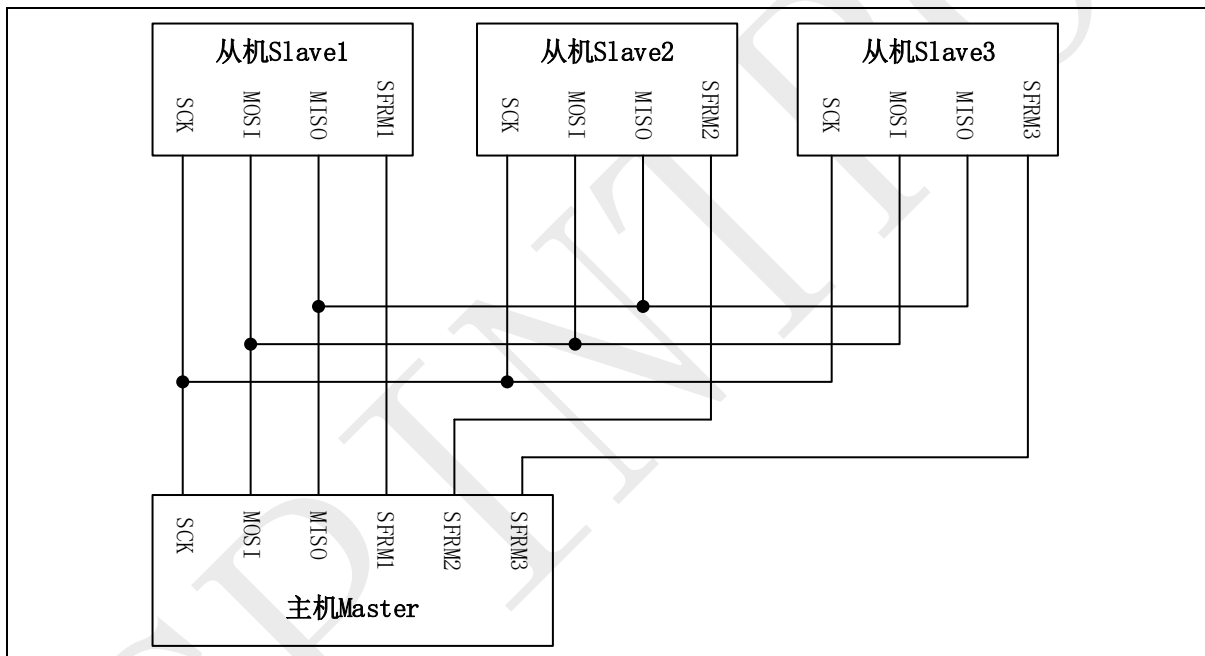 从机Slave1
SCK
MOSI
MISO
SFRM1
从机Slave2
SCK
MOSI
MISO
SFRM2
从机Slave3
SCK
MOSI
MISO
SFRM3
SCK
MOSI
MISO
SFRM1
SFRM2
SFRM3
主机Master